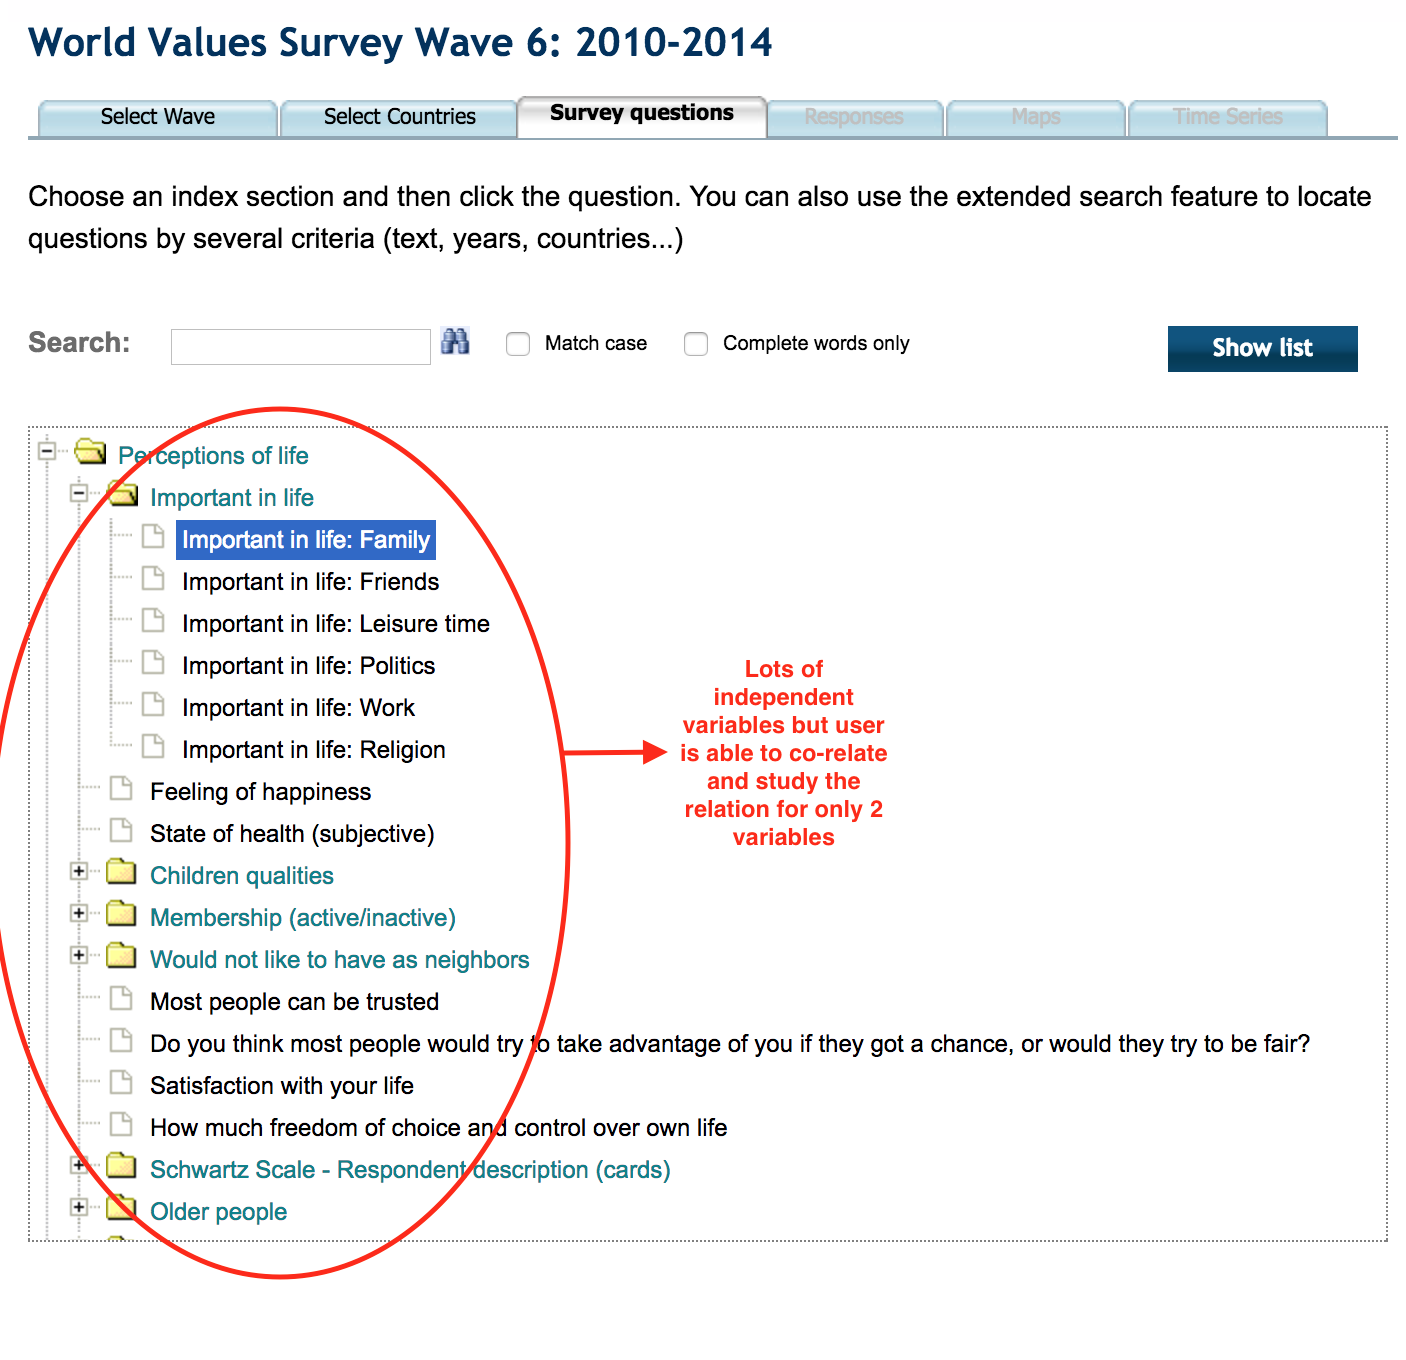 World Values Survey Wave 6: 2010-2014
Select Wave Select Countries Survey questions Responses Maps Time Series
Choose an index section and then click the question. You can also use the extended search feature to locate
questions by several criteria (text, years, countries...)
Search: Match case Complete words only Show list
Perceptions of life
Important in life
Important in life: Family
Important in life: Friends
Important in life: Leisure time
Important in life: Politics
Important in life: Work
Important in life: Religion
Feeling of happiness
State of health (subjective)
Children qualities
Membership (active/inactive)
Would not like to have as neighbors
Most people can be trusted
Do you think most people would try to take advantage of you if they got a chance, or would they try to be fair?
Satisfaction with your life
How much freedom of choice and control over own life
Schwartz Scale - Respondent description (cards)
Older people
Lots of
independent
variables but user
is able to co-relate
and study the
relation for only 2
variables